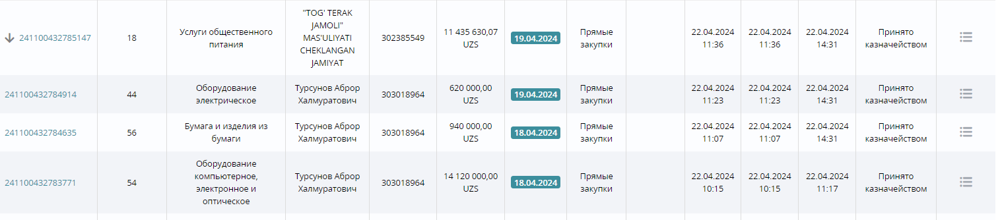 241100432785147 18 Услуги общественного питания "TOG' TERAK JAMOLI" MAS'ULIYATI CHEKLANGAN JAMIYAT 302385549 11 435 630,07 UZS 19.04.2024 Прямые закупки 22.04.2024 11:36 22.04.2024 11:36 22.04.2024 14:31 Принято казначейством
241100432784914 44 Оборудование электрическое Турсунов Аброр Халмуратович 303018964 620 000,00 UZS 19.04.2024 Прямые закупки 22.04.2024 11:23 22.04.2024 11:23 22.04.2024 14:31 Принято казначейством
241100432784635 56 Бумага и изделия из бумаги Турсунов Аброр Халмуратович 303018964 940 000,00 UZS 18.04.2024 Прямые закупки 22.04.2024 11:07 22.04.2024 11:07 22.04.2024 14:31 Принято казначейством
241100432783771 54 Оборудование компьютерное, электронное и оптическое Турсунов Аброр Халмуратович 303018964 14 120 000,00 UZS 18.04.2024 Прямые закупки 22.04.2024 10:15 22.04.2024 10:15 22.04.2024 11:17 Принято казначейством